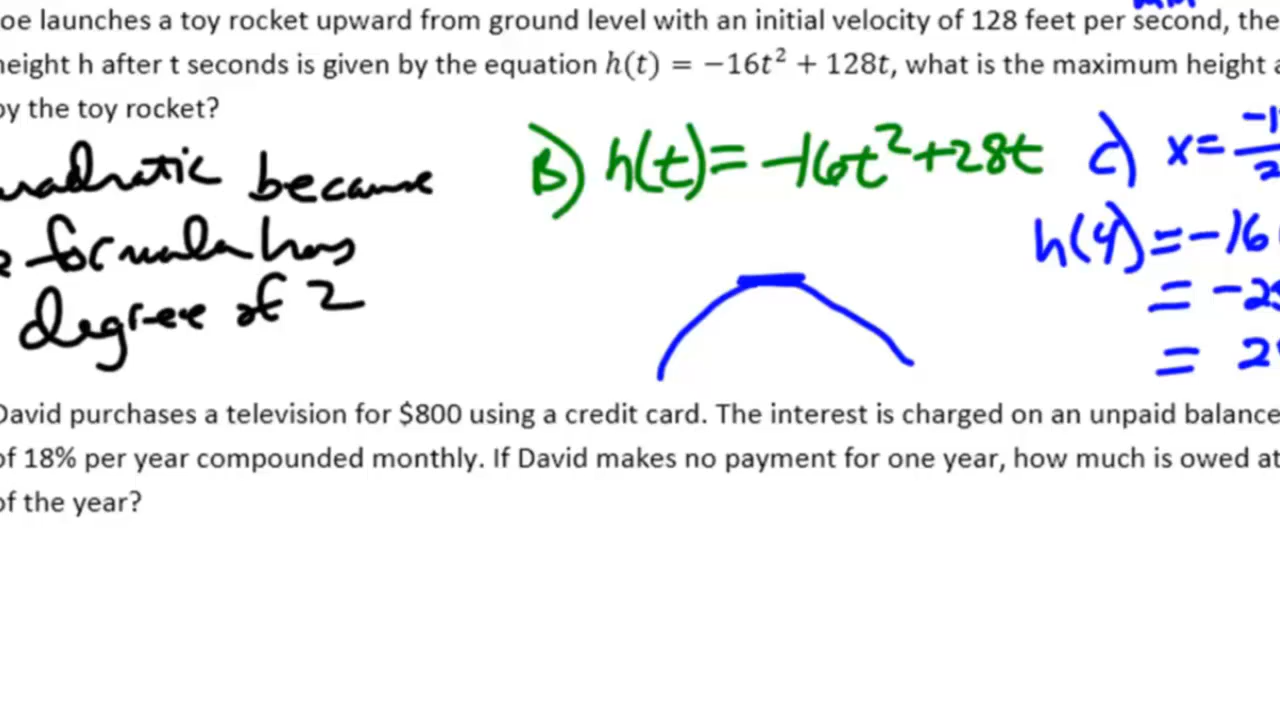 oe launches a toy rocket upward from ground level with an initial velocity of 128 feet per second, the
height h after t seconds is given by the equation h(t) = −16t² + 128t, what is the maximum height a
by the toy rocket?
uadratic because
e formula has
degree of 2
B) h(t)= -16t²+28t
c) x= -1/2
h(4)=-16(
= -25
= 2
David purchases a television for $800 using a credit card. The interest is charged on an unpaid balance
of 18% per year compounded monthly. If David makes no payment for one year, how much is owed at
of the year?